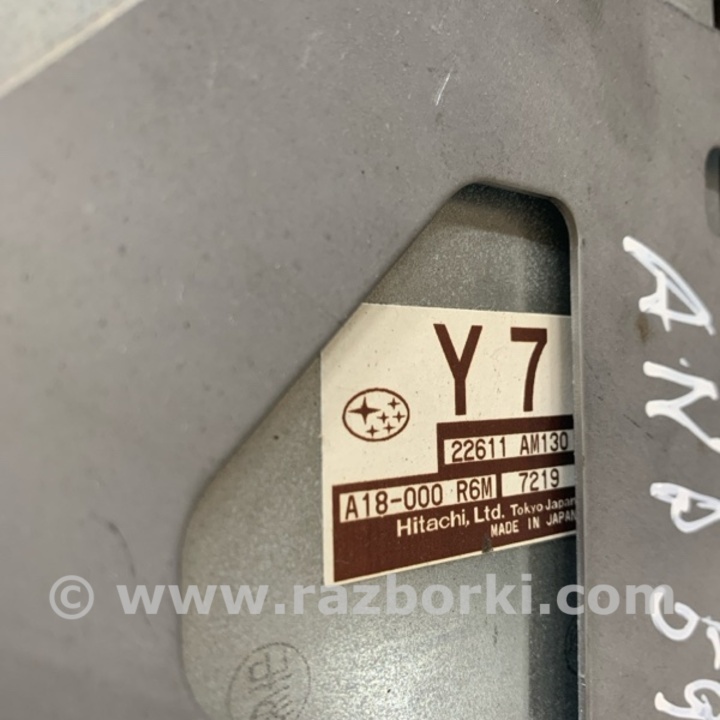 Y7
22611 AM130
A18-000 R6M 7219
Hitachi, Ltd. Tokyo Japan
MADE IN JAPAN
© www.razborki.com